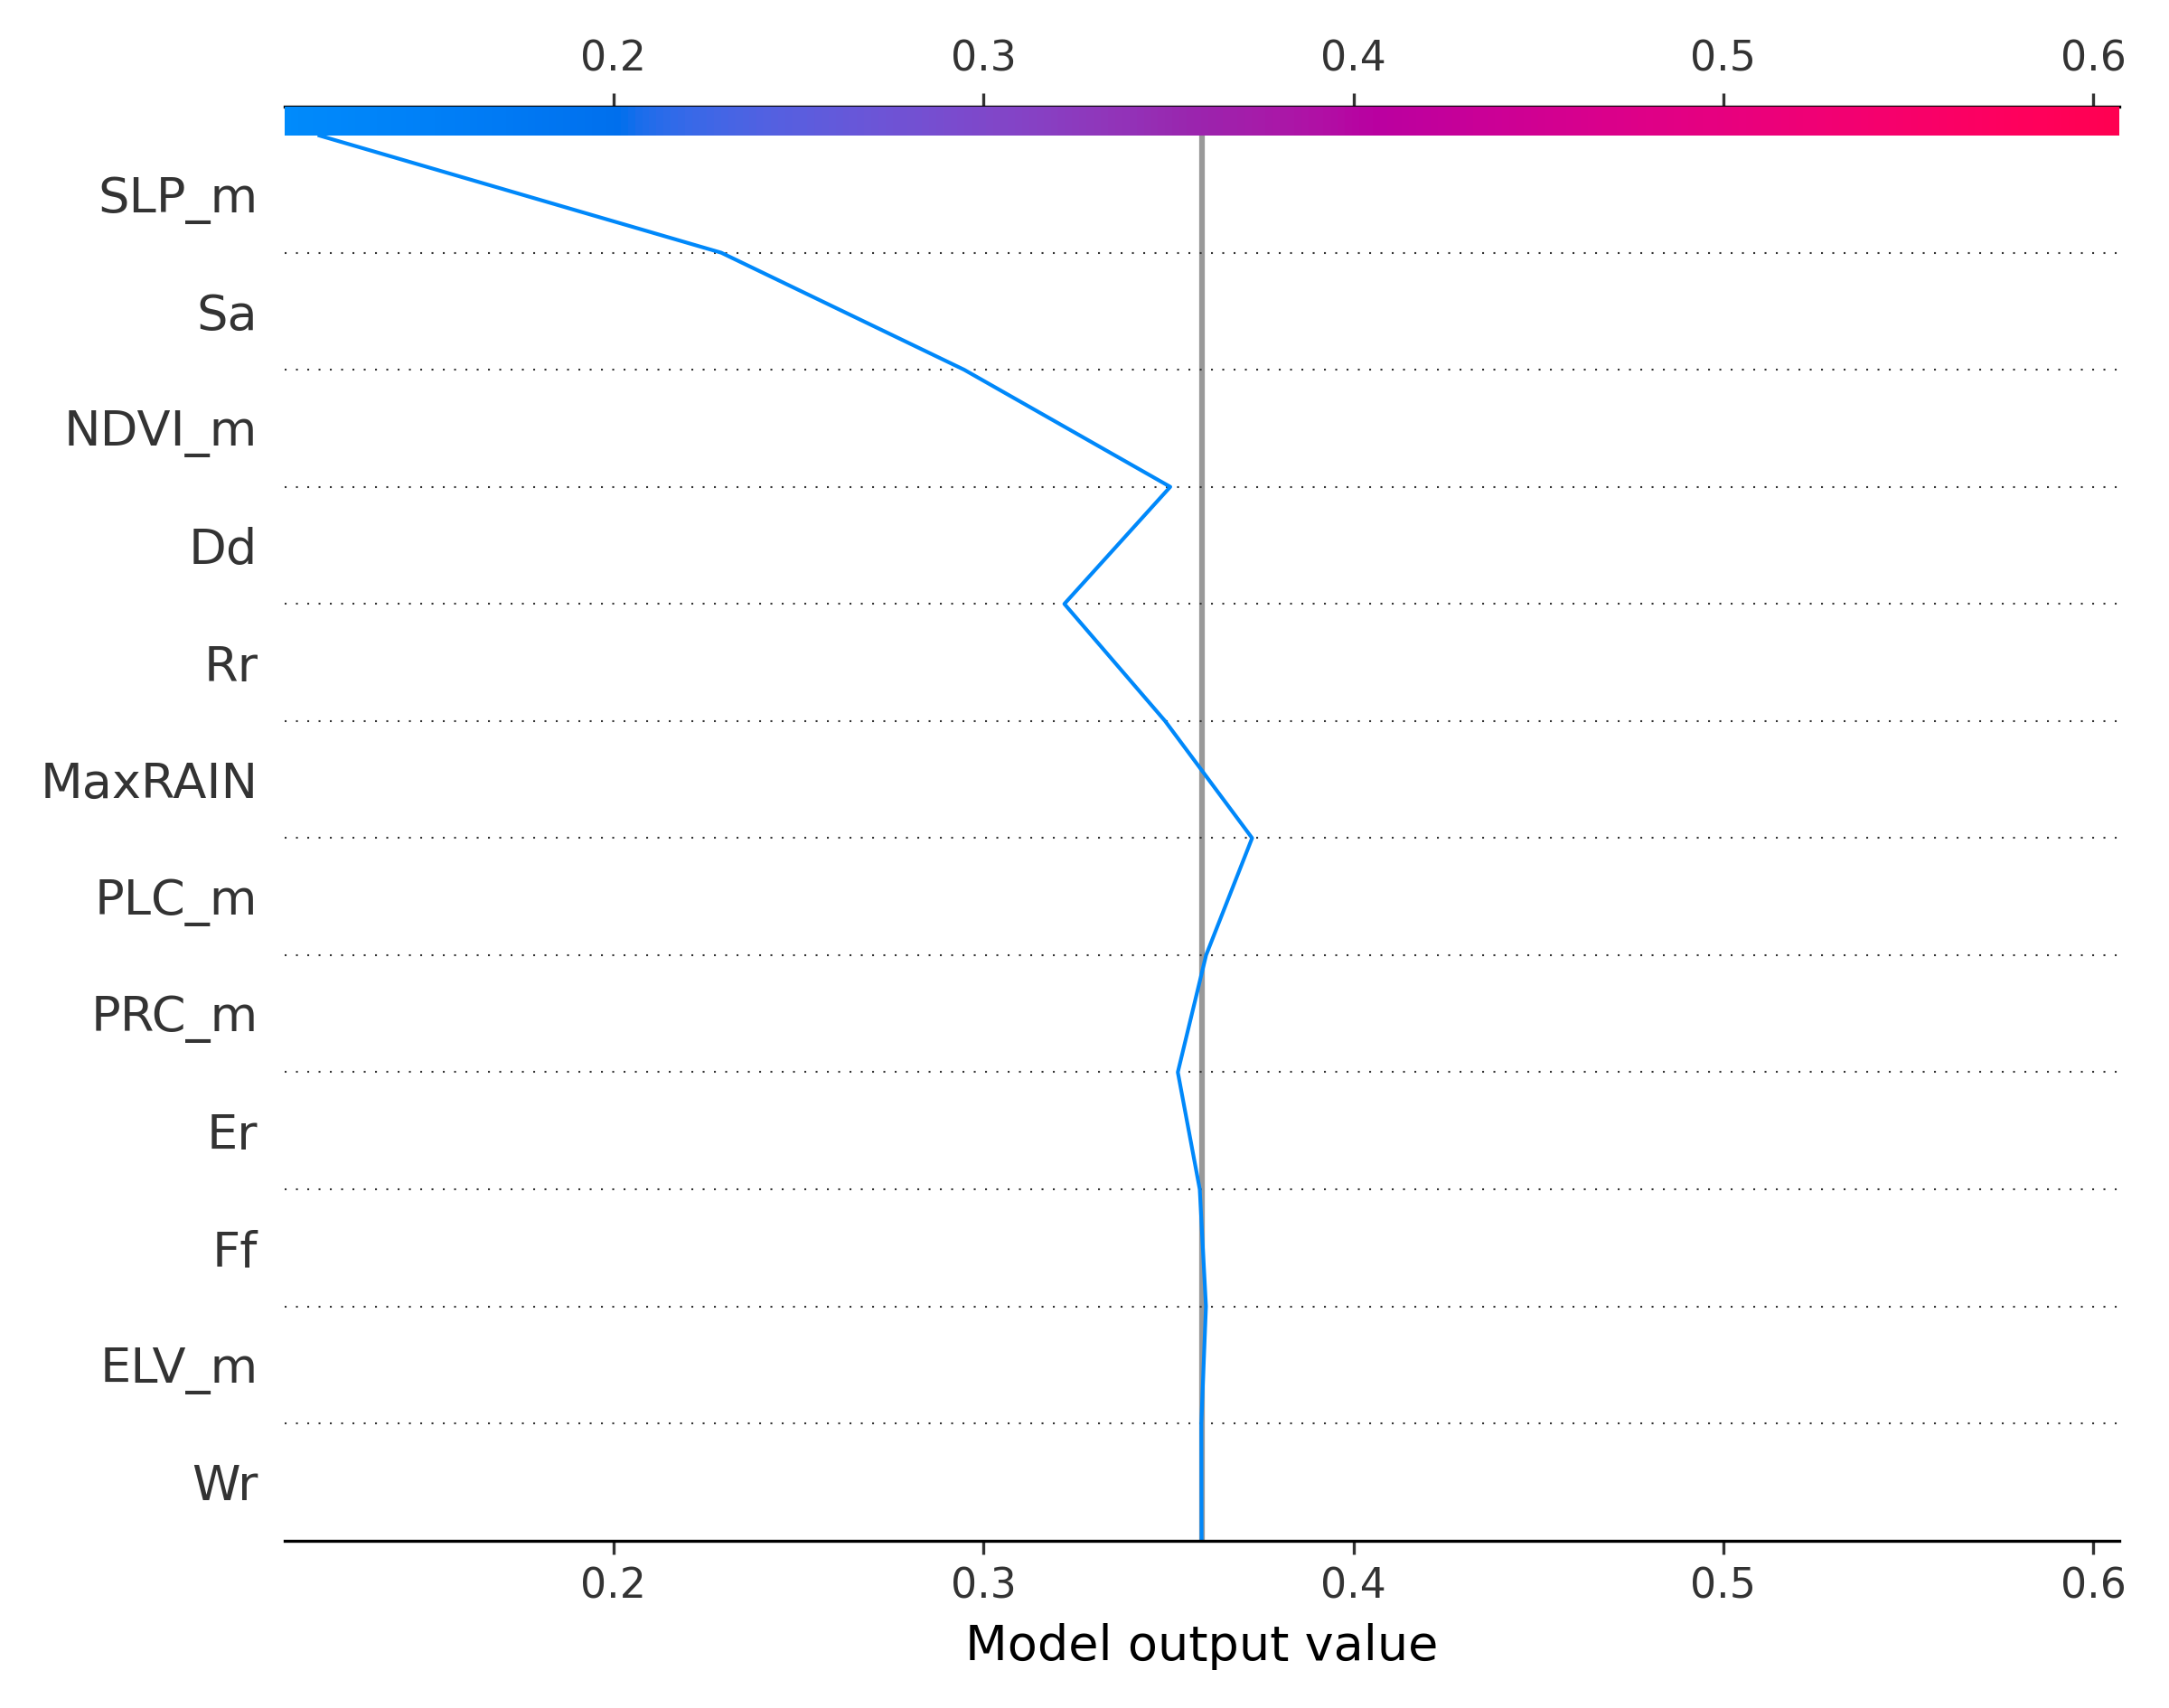 0.2 0.3 0.4 0.5 0.6
SLP_m
Sa
NDVI_m
Dd
Rr
MaxRAIN
PLC_m
PRC_m
Er
Ff
ELV_m
Wr
0.2 0.3 0.4 0.5 0.6
Model output value